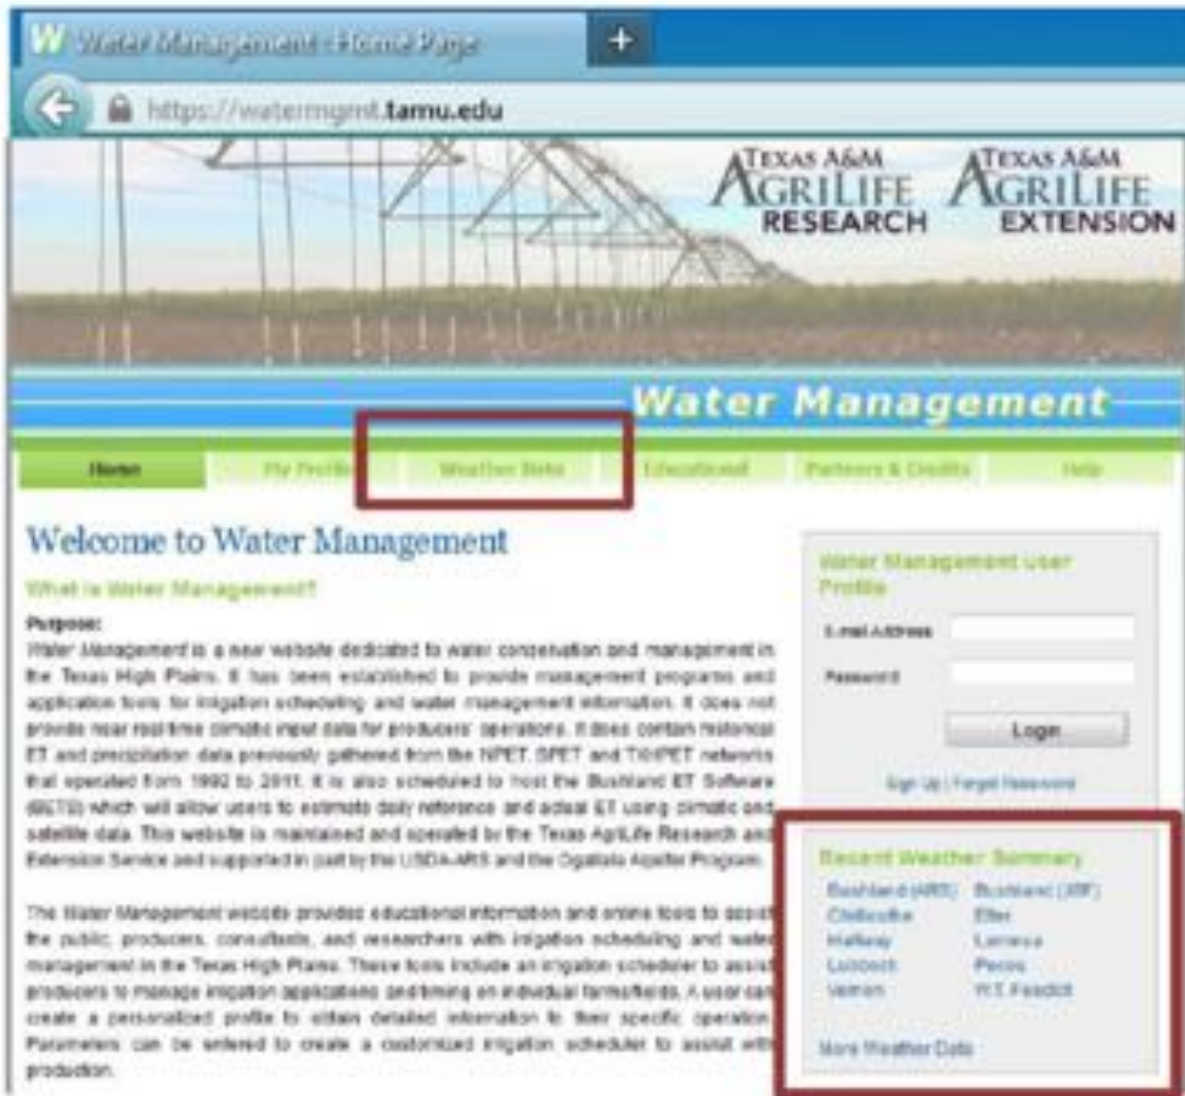 W Water Management - Home Page +
https://watermgmt.tamu.edu
TEXAS A&M AGRILIFE RESEARCH
TEXAS A&M AGRILIFE EXTENSION
Water Management
Home My Profile Weather Data Educational Partners & Credits Help
Welcome to Water Management
What is Water Management?
Purpose:
Water Management is a new website dedicated to water conservation and management in
the Texas High Plains. It has been established to provide management programs and
application tools for irrigation scheduling and water management information. It does not
provide near real time climatic input data for producers' operations. It does contain historical
ET and precipitation data previously gathered from the NPET, SPET and TXHPET networks
that operated from 1992 to 2011. It is also scheduled to host the Bushland ET Software
(BETS) which will allow users to estimate daily reference and actual ET using climatic and
satellite data. This website is maintained and operated by the Texas AgriLife Research and
Extension Service and supported in part by the USDA-ARS and the Ogallala Aquifer Program.
The Water Management website provides educational information and online tools to assist
the public, producers, consultants, and researchers with irrigation scheduling and water
management in the Texas High Plains. These tools include an irrigation scheduler to assist
producers to manage irrigation applications and timing on individual farms/fields. A user can
create a personalized profile to obtain detailed information to their specific operation.
Parameters can be entered to create a customized irrigation scheduler to assist with
production.
Water Management user
Profile
E-mail Address
Password
Login
Sign Up | Forgot Password
Recent Weather Summary
Bushland (ARS) Bushland (JBF)
Chillicothe Etter
Halfway Lamesa
Lubbock Pecos
Vernon W.T. Feedlot
More Weather Data